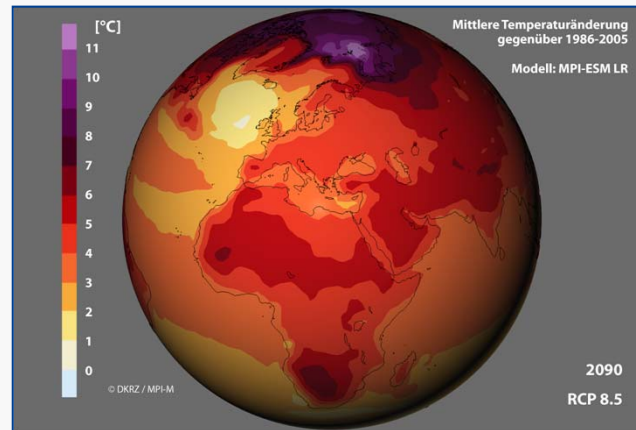 [°C]
11
10
9
8
7
6
5
4
3
2
1
0
Mittlere Temperaturänderung
gegenüber 1986-2005
Modell: MPI-ESM LR
© DKRZ / MPI-M
2090
RCP 8.5